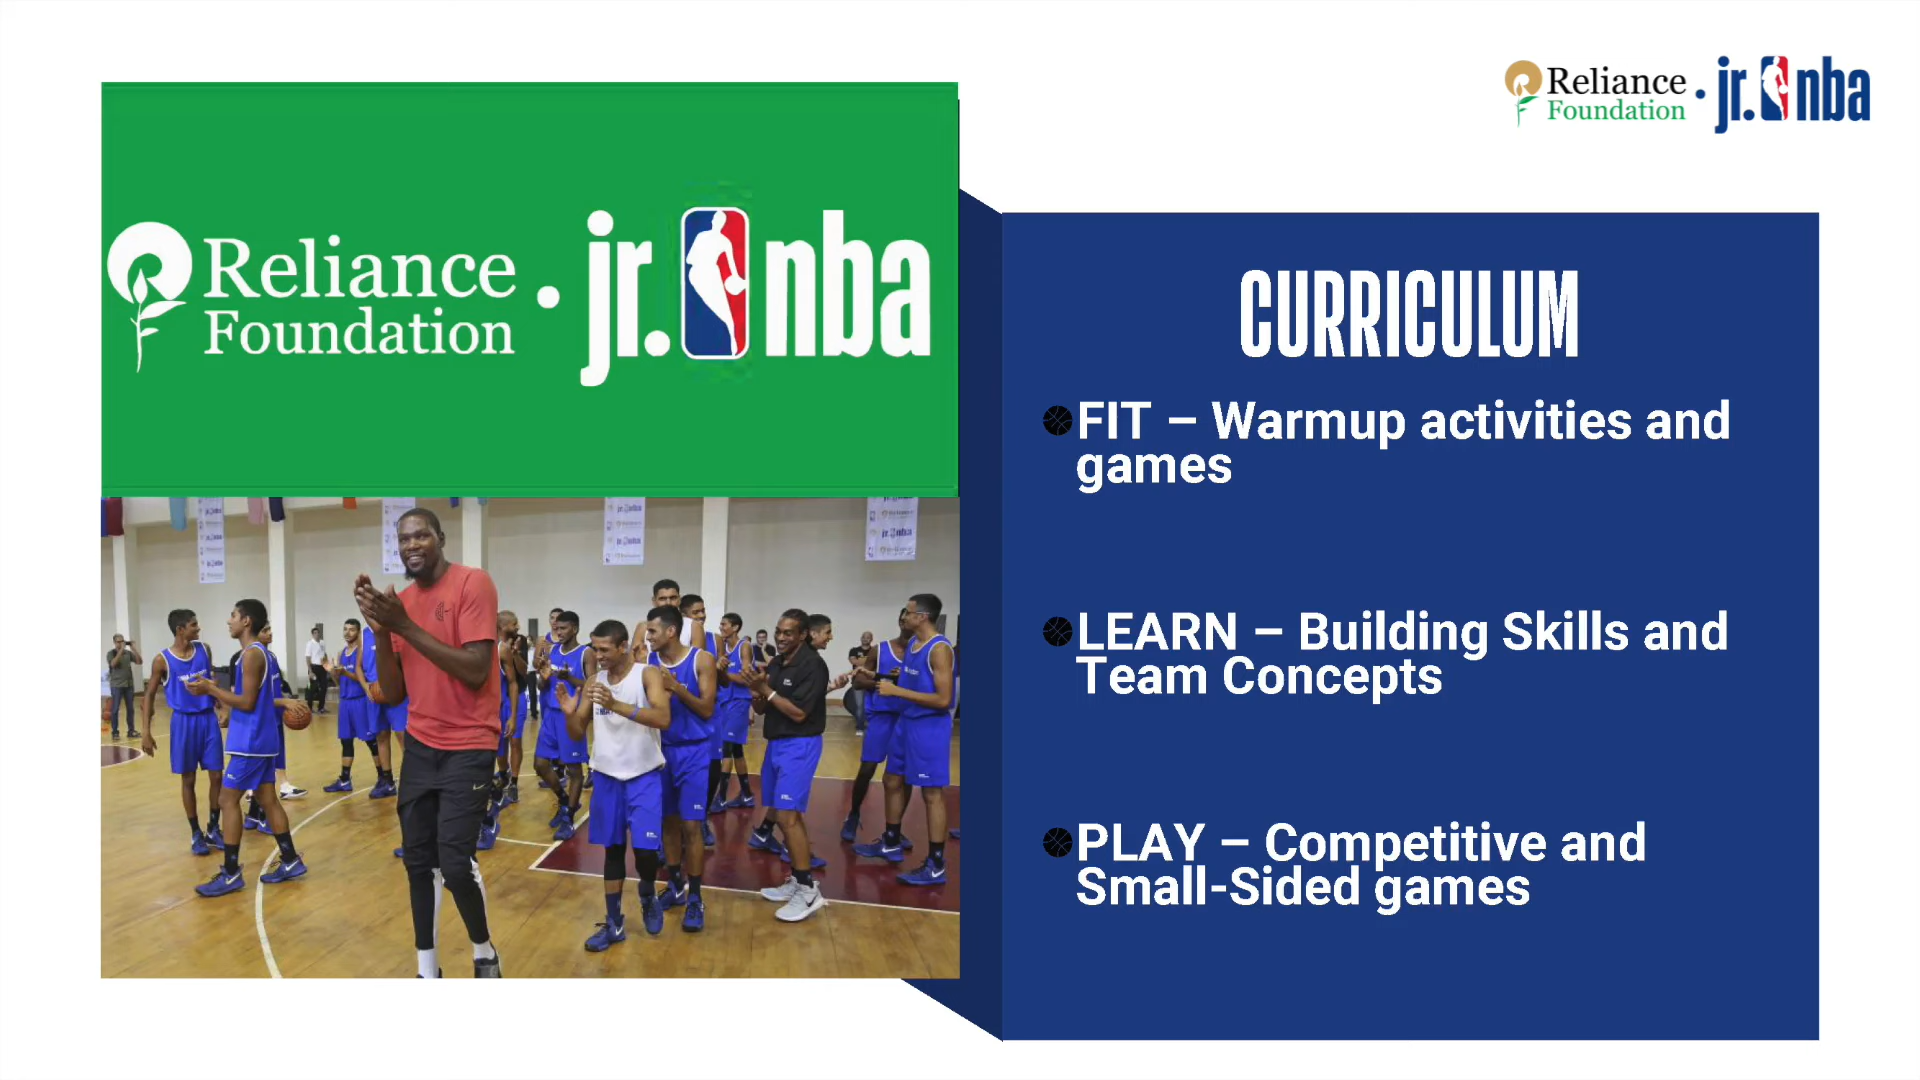 Reliance
Foundation
jr. nba
Reliance
Foundation
jr. nba
CURRICULUM
FIT – Warmup activities and
games
LEARN – Building Skills and
Team Concepts
PLAY – Competitive and
Small-Sided games